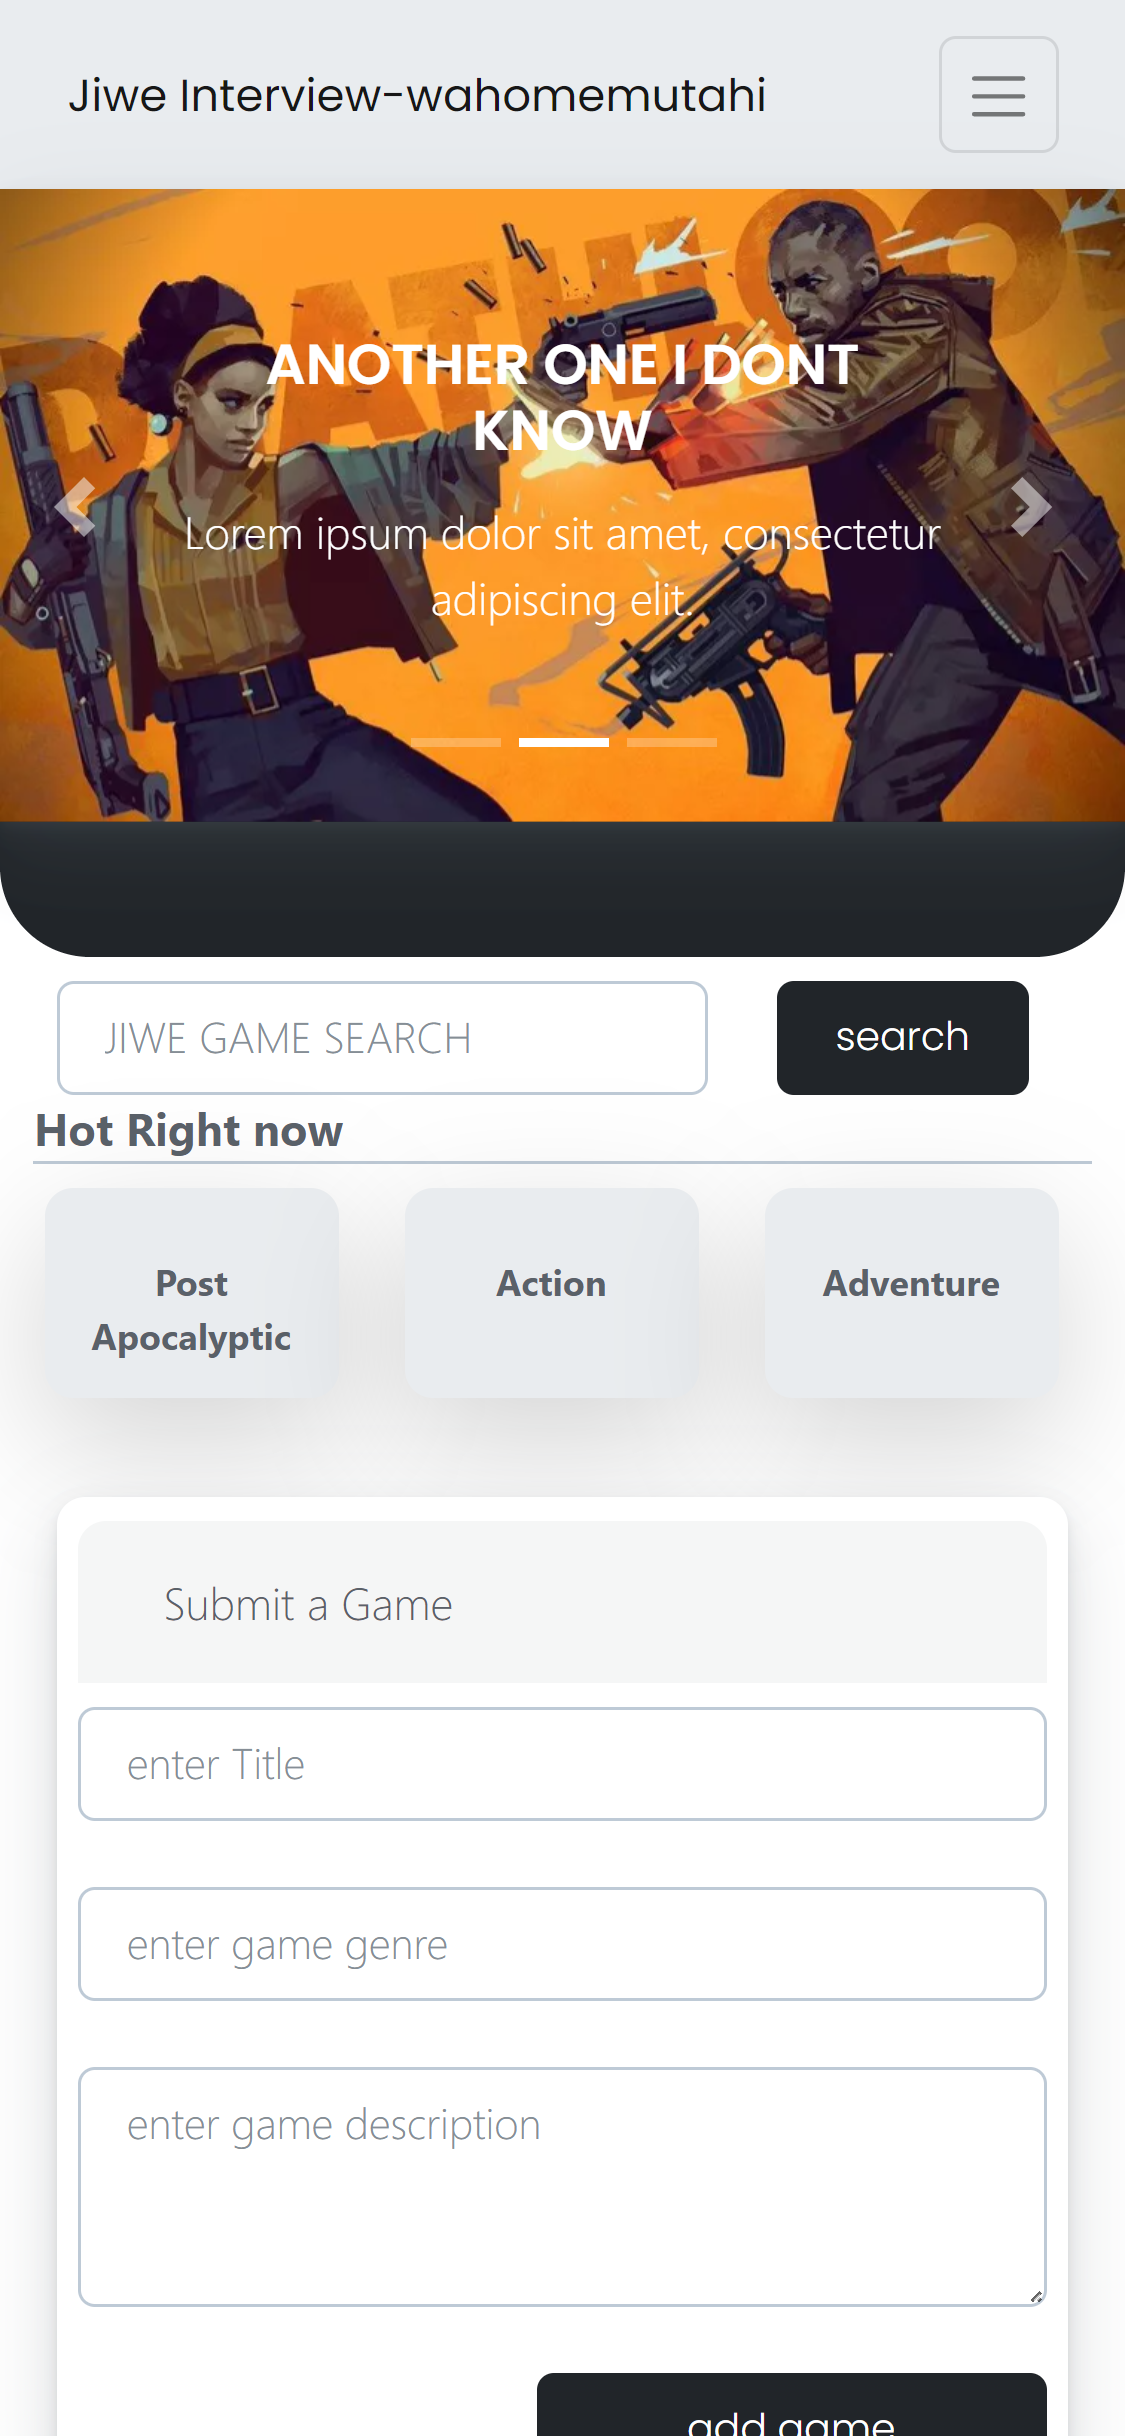 Jiwe Interview-wahomemutahi
DEATHLOOP
ANOTHER ONE I DONT
KNOW
Lorem ipsum dolor sit amet, consectetur
adipiscing elit.
JIWE GAME SEARCH
search
Hot Right now
Post
Apocalyptic
Action
Adventure
Submit a Game
enter Title
enter game genre
enter game description
add game